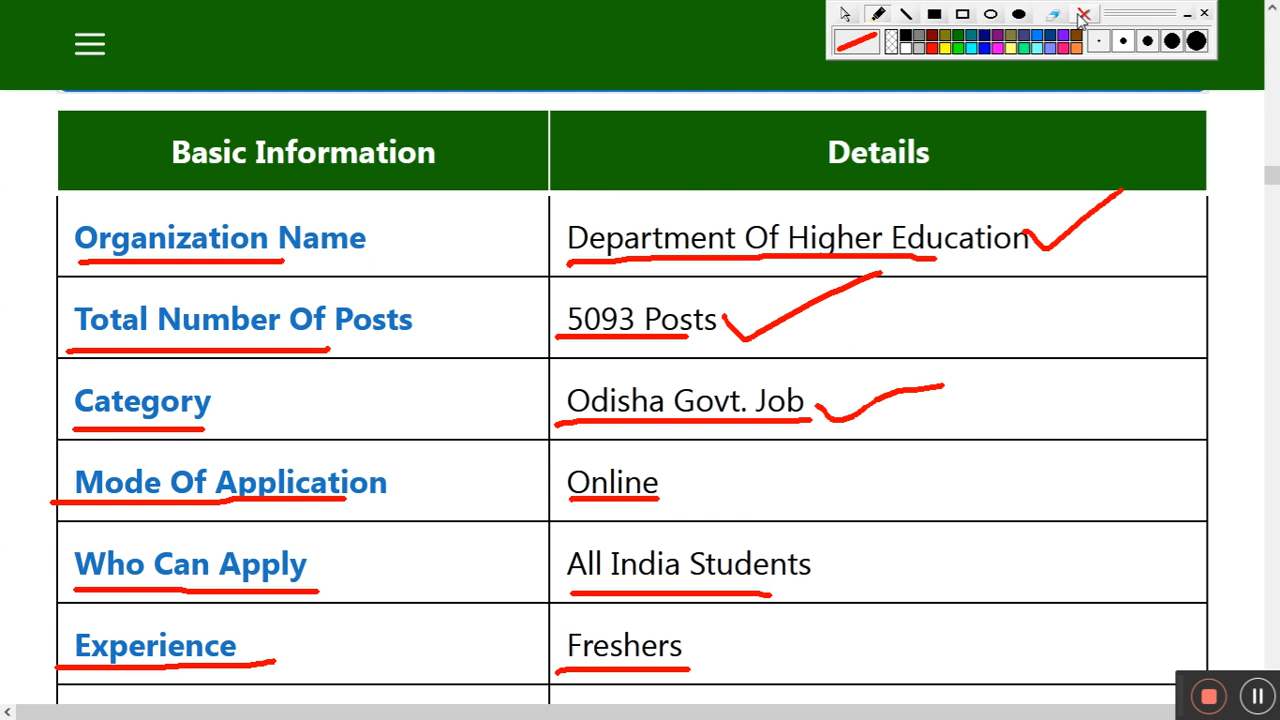 Basic Information Details
Organization Name Department Of Higher Education
Total Number Of Posts 5093 Posts
Category Odisha Govt. Job
Mode Of Application Online
Who Can Apply All India Students
Experience Freshers